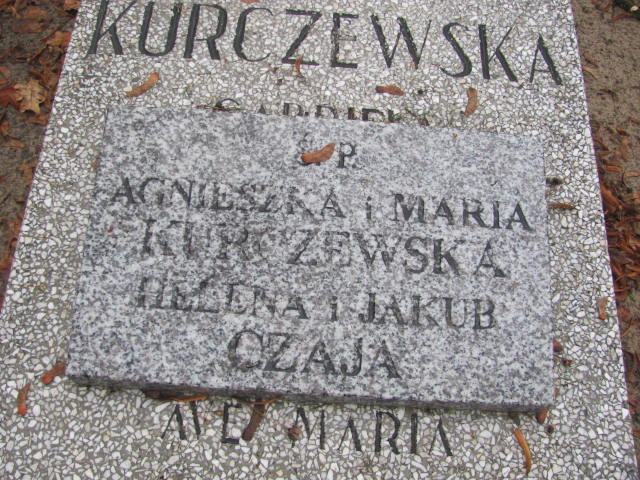 KURCZEWSKA
Ś. P.
AGNIESZKA i MARIA
KURCZEWSKA
HELENA i JAKUB
CZAJA
AVE MARIA